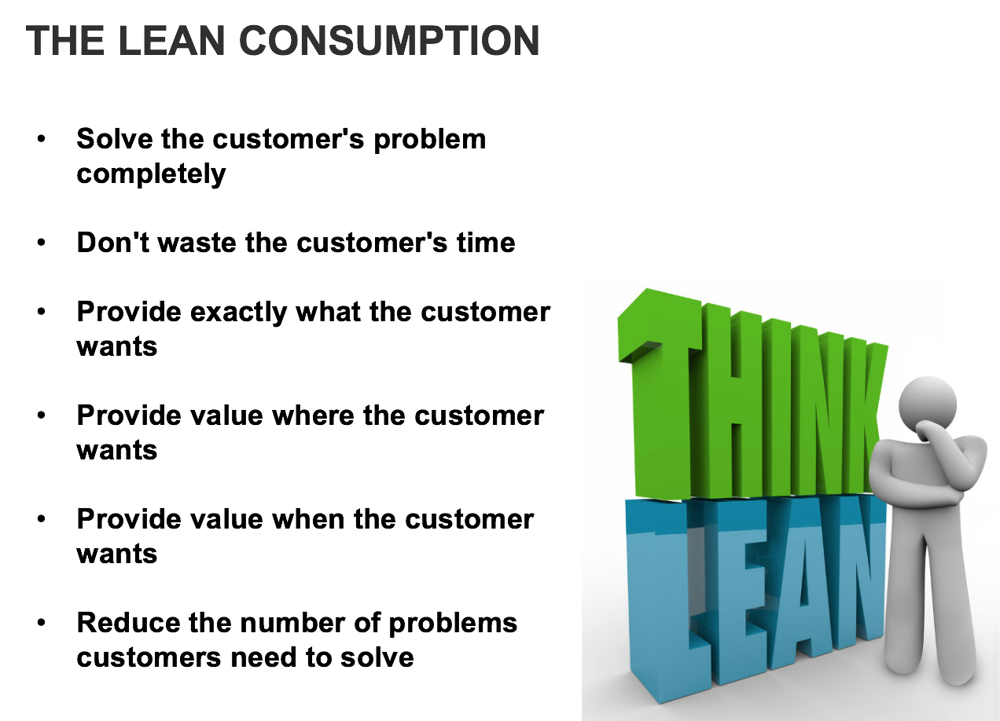 THE LEAN CONSUMPTION
• Solve the customer's problem
completely
• Don't waste the customer's time
• Provide exactly what the customer
wants
• Provide value where the customer
wants
• Provide value when the customer
wants
• Reduce the number of problems
customers need to solve
THINK
LEAN